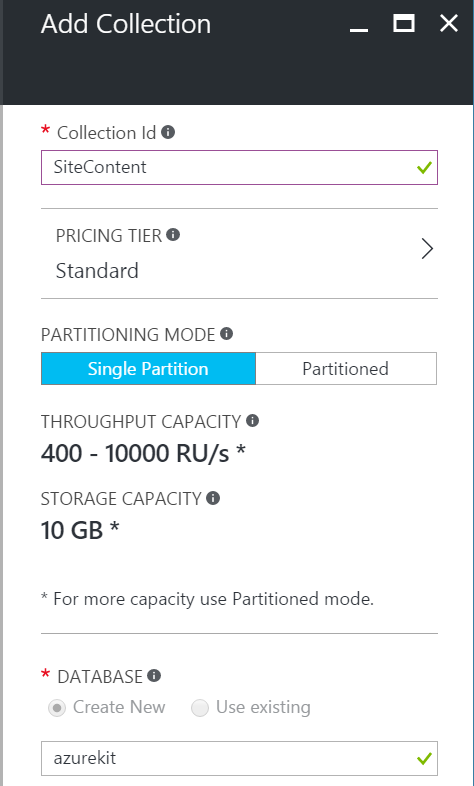 Add Collection
* Collection Id
SiteContent
PRICING TIER
Standard
PARTITIONING MODE
Single Partition Partitioned
THROUGHPUT CAPACITY
400 - 10000 RU/s *
STORAGE CAPACITY
10 GB *
* For more capacity use Partitioned mode.
* DATABASE
Create New Use existing
azurekit